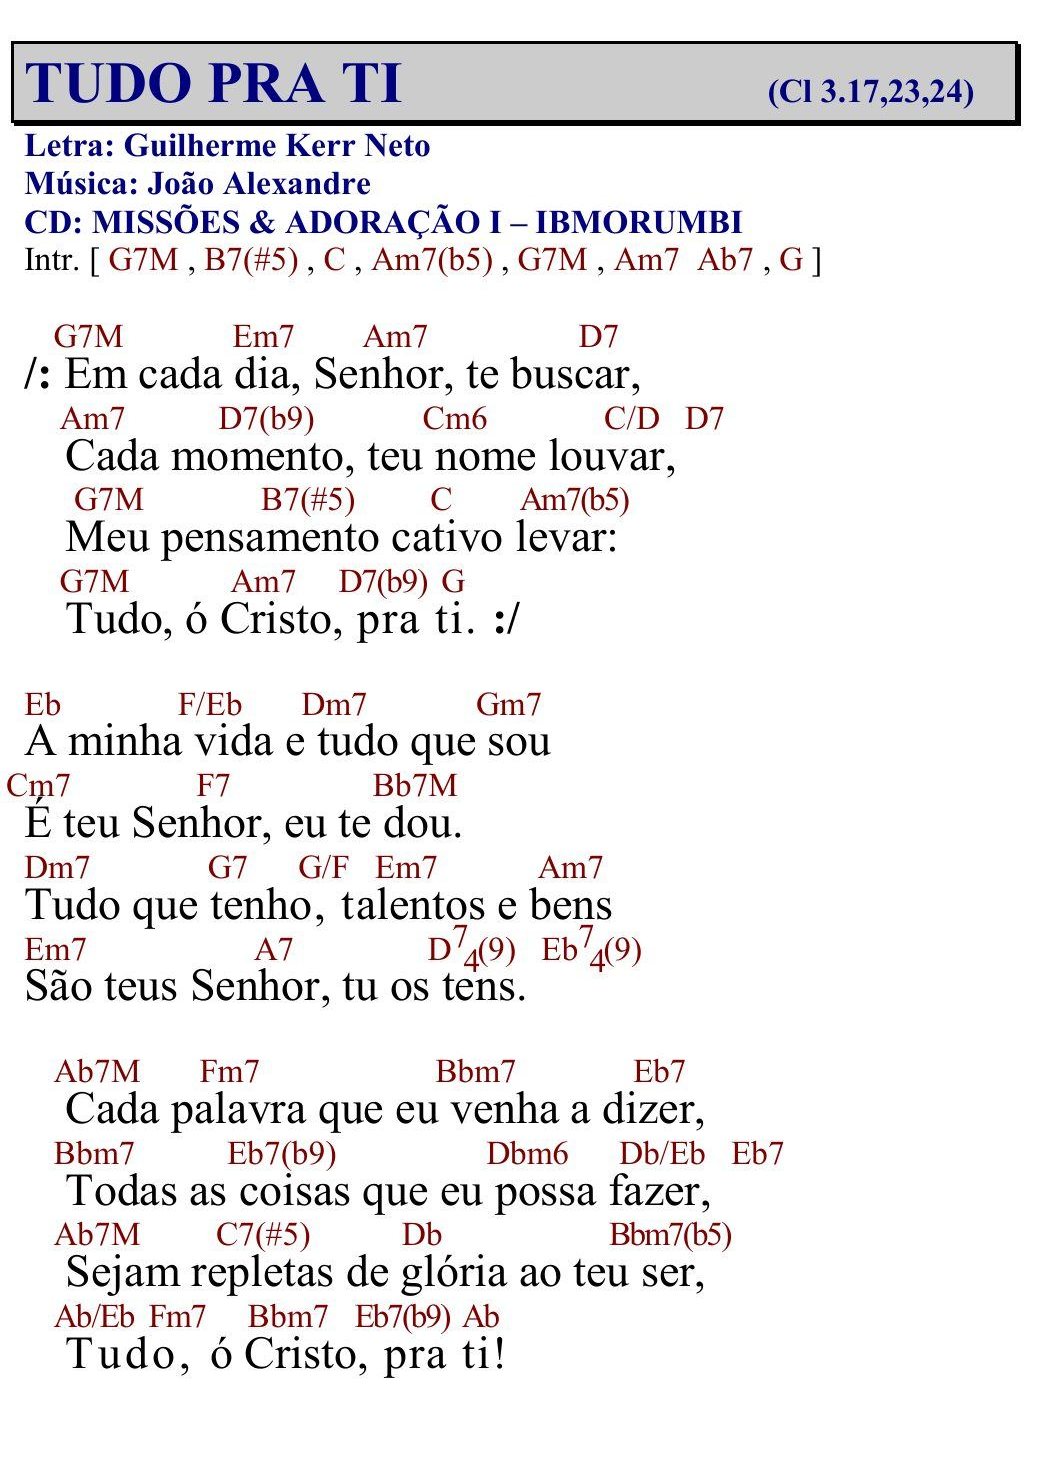 TUDO PRA TI (Cl 3.17,23,24)
Letra: Guilherme Kerr Neto
Música: João Alexandre
CD: MISSÕES & ADORAÇÃO I – IBMORUMBI
Intr. [ G7M , B7(#5) , C , Am7(b5) , G7M , Am7 Ab7 , G ]
G7M Em7 Am7 D7
/: Em cada dia, Senhor, te buscar,
Am7 D7(b9) Cm6 C/D D7
Cada momento, teu nome louvar,
G7M B7(#5) C Am7(b5)
Meu pensamento cativo levar:
G7M Am7 D7(b9) G
Tudo, ó Cristo, pra ti. :/
Eb F/Eb Dm7 Gm7
A minha vida e tudo que sou
Cm7 F7 Bb7M
É teu Senhor, eu te dou.
Dm7 G7 G/F Em7 Am7
Tudo que tenho, talentos e bens
Em7 A7 D74(9) Eb74(9)
São teus Senhor, tu os tens.
Ab7M Fm7 Bbm7 Eb7
Cada palavra que eu venha a dizer,
Bbm7 Eb7(b9) Dbm6 Db/Eb Eb7
Todas as coisas que eu possa fazer,
Ab7M C7(#5) Db Bbm7(b5)
Sejam repletas de glória ao teu ser,
Ab/Eb Fm7 Bbm7 Eb7(b9) Ab
Tudo, ó Cristo, pra ti!